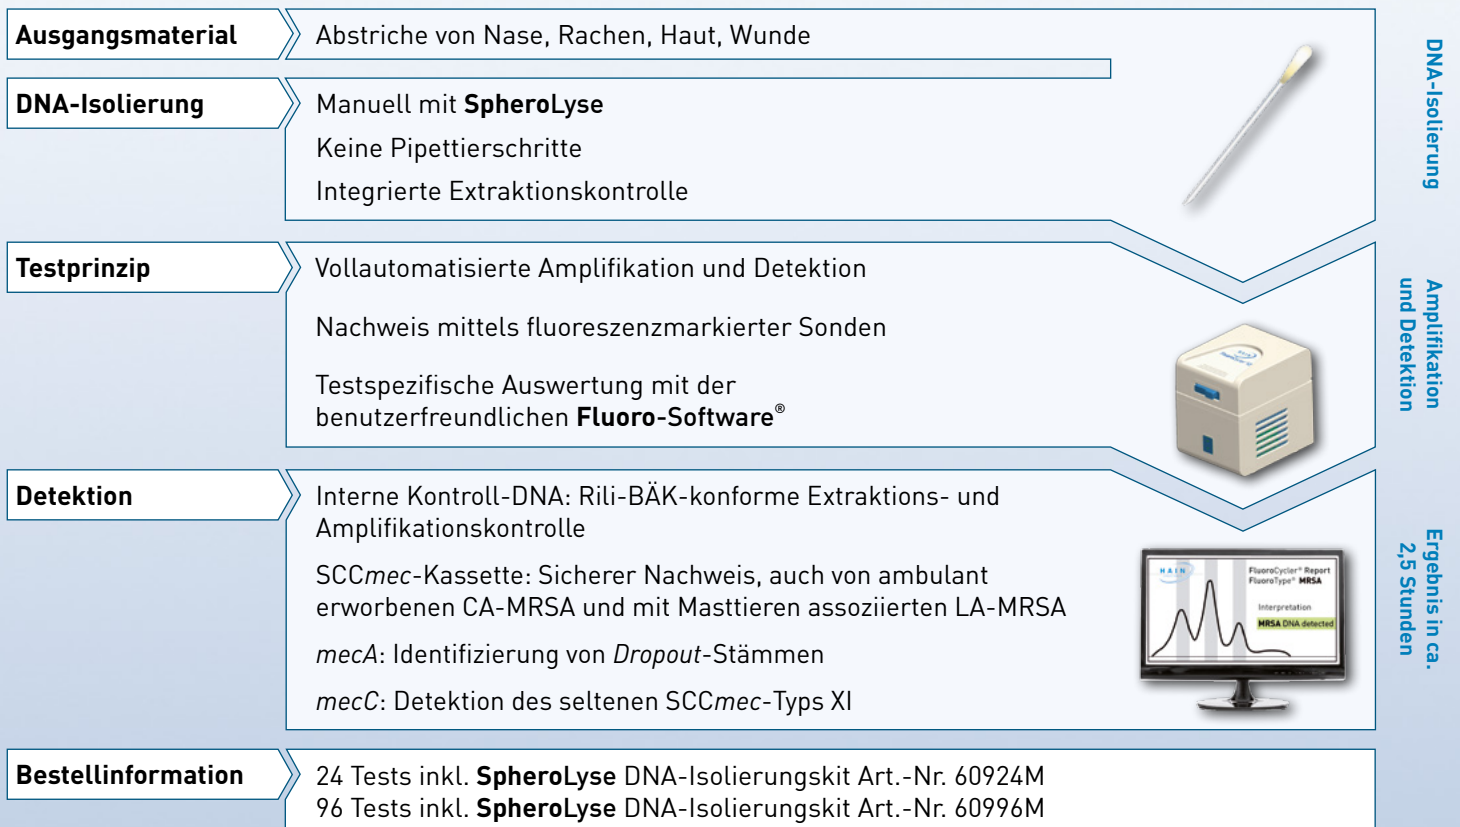 Ausgangsmaterial
Abstriche von Nase, Rachen, Haut, Wunde
DNA-Isolierung
Manuell mit SpheroLyse
Keine Pipettierschritte
Integrierte Extraktionskontrolle
DNA-Isolierung
Testprinzip
Vollautomatisierte Amplifikation und Detektion
Nachweis mittels fluoreszenzmarkierter Sonden
Testspezifische Auswertung mit der
benutzerfreundlichen Fluoro-Software®
Amplifikation
und Detektion
Detektion
Interne Kontroll-DNA: Rili-BÄK-konforme Extraktions- und
Amplifikationskontrolle
SCCmec-Kassette: Sicherer Nachweis, auch von ambulant
erworbenen CA-MRSA und mit Masttieren assoziierten LA-MRSA
mecA: Identifizierung von Dropout-Stämmen
mecC: Detektion des seltenen SCCmec-Typs XI
HAIN
FluoroCycler® Report
FluoroType® MRSA
Interpretation
MRSA DNA detected
Ergebnis in ca.
2,5 Stunden
Bestellinformation
24 Tests inkl. SpheroLyse DNA-Isolierungskit Art.-Nr. 60924M
96 Tests inkl. SpheroLyse DNA-Isolierungskit Art.-Nr. 60996M